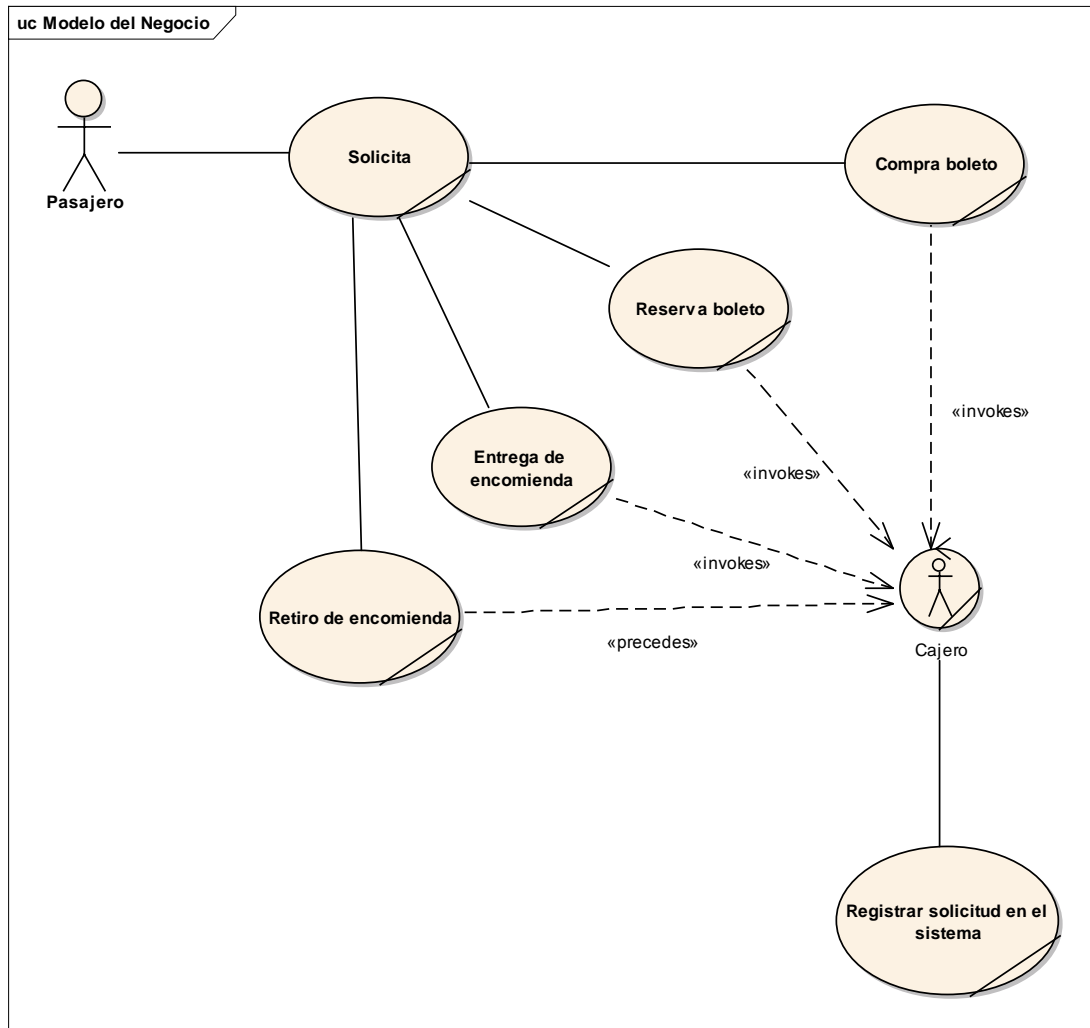 uc Modelo del Negocio
Pasajero
Solicita
Compra boleto
Reserva boleto
«invokes»
Entrega de
encomienda
«invokes»
«invokes»
Retiro de encomienda
«precedes»
Cajero
Registrar solicitud en el
sistema